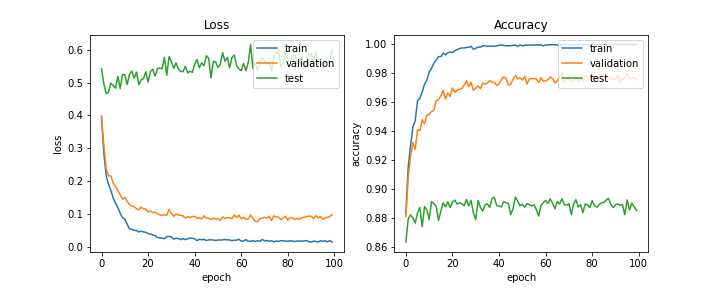 Loss
train
validation
test
0.6
0.5
0.4
0.3
0.2
0.1
0.0
loss
0
20
40
60
80
100
epoch
Accuracy
train
validation
test
1.00
0.98
0.96
0.94
0.92
0.90
0.88
0.86
accuracy
0
20
40
60
80
100
epoch